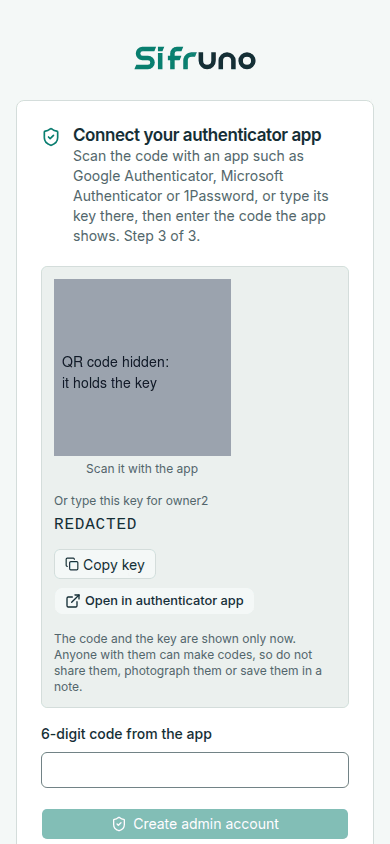 Sifruno
Connect your authenticator app
Scan the code with an app such as
Google Authenticator, Microsoft
Authenticator or 1Password, or type its
key there, then enter the code the app
shows. Step 3 of 3.
QR code hidden:
it holds the key
Scan it with the app
Or type this key for owner2
REDACTED
Copy key
Open in authenticator app
The code and the key are shown only now.
Anyone with them can make codes, so do not
share them, photograph them or save them in a
note.
6-digit code from the app
Create admin account